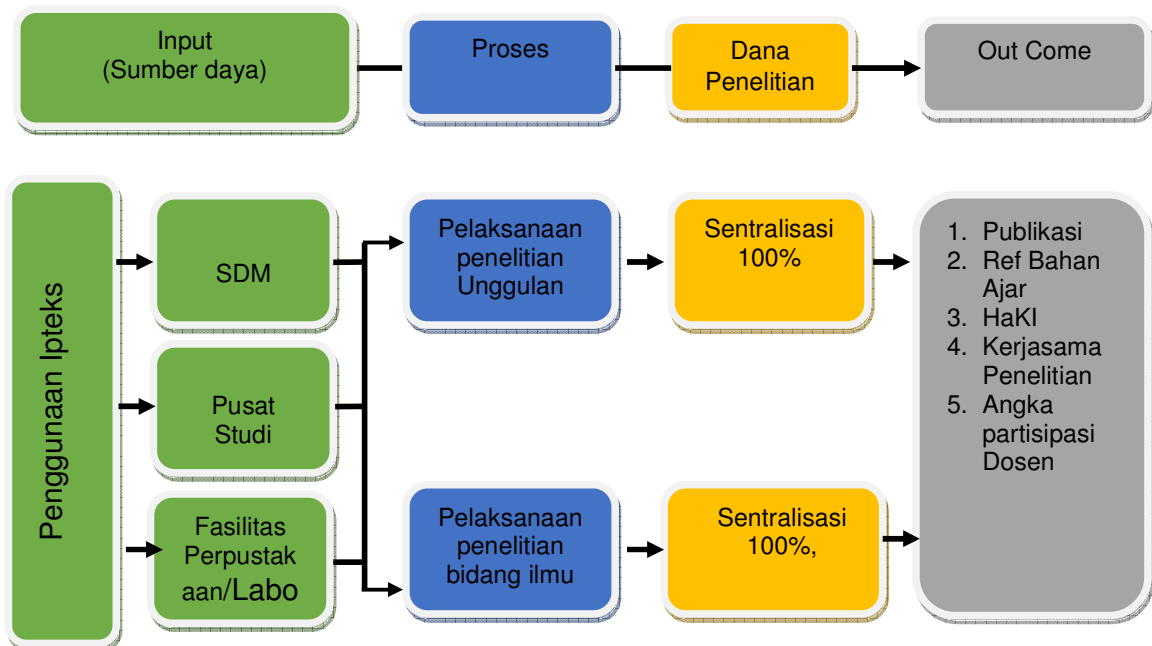 Input
(Sumber daya)
Proses
Dana
Penelitian
Out Come
Penggunaan Ipteks
SDM
Pusat
Studi
Fasilitas
Perpustak
aan/Labo
Pelaksanaan
penelitian
Unggulan
Pelaksanaan
penelitian
bidang ilmu
Sentralisasi
100%
Sentralisasi
100%,
1. Publikasi
2. Ref Bahan
Ajar
3. HaKI
4. Kerjasama
Penelitian
5. Angka
partisipasi
Dosen